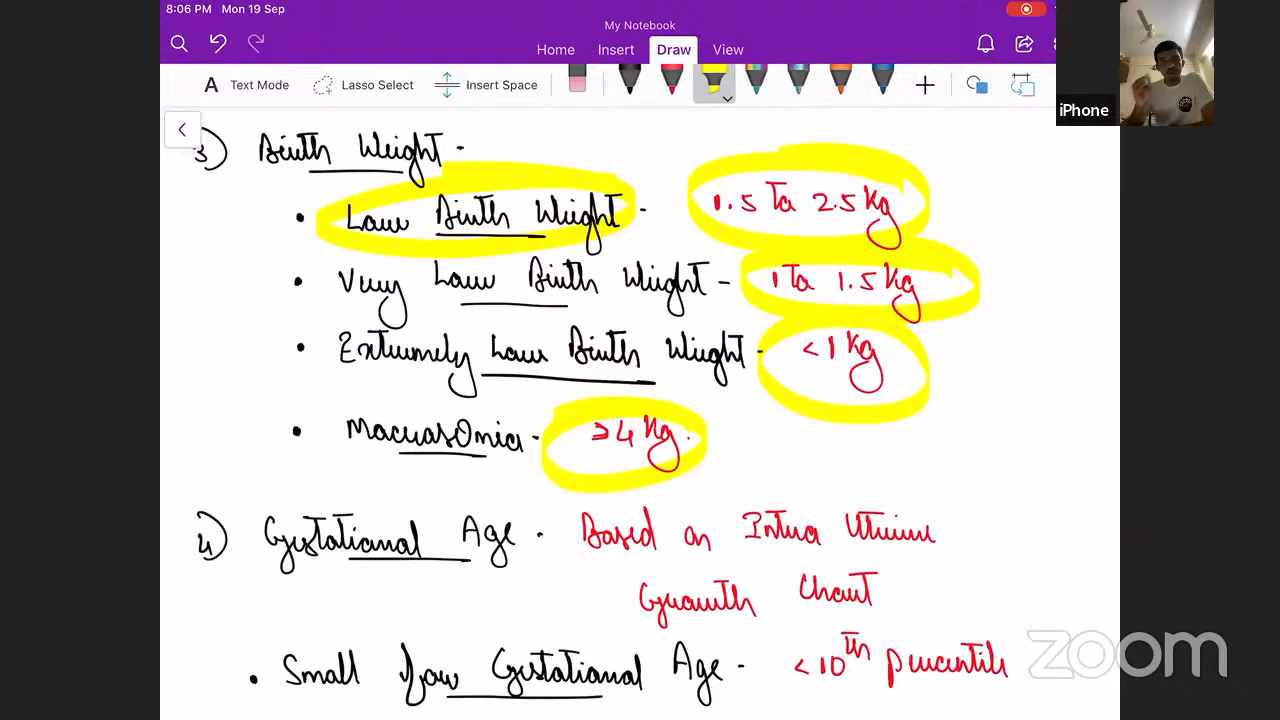 8:06 PM Mon 19 Sep
My Notebook
Home Insert Draw View
Text Mode Lasso Select Insert Space
iPhone
3) Birth Weight -
• Low Birth Weight - 1.5 To 2.5 Kg
• Very Low Birth Weight - 1 To 1.5 Kg
• Extremely Low Birth Weight - <1 Kg
• Macrosomia - ≥4 Kg.
4) Gestational Age - Based on Intra Uterine
Growth Chart
• Small for Gestational Age - <10th percentile
zoom